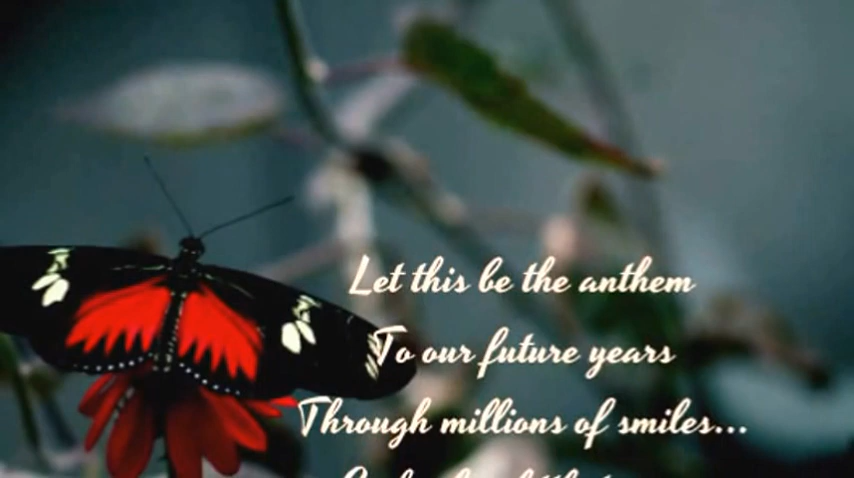 Let this be the anthem
To our future years
Through millions of smiles...